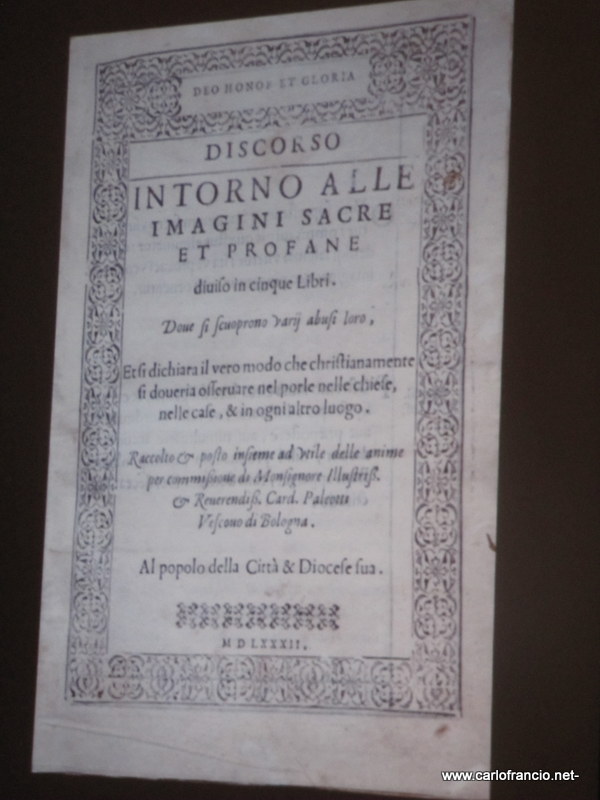 DEO HONOR ET GLORIA
DISCORSO
INTORNO ALLE
IMAGINI SACRE
ET PROFANE
diuiſo in cinque Libri.
Doue ſi ſcuoprono varij abuſi loro,
Et ſi dichiara il vero modo che chriſtianamente
ſi doueria oſſeruare nel porle nelle chieſe,
nelle caſe, & in ogni altro luogo.
Raccolto & poſto inſieme ad vtile delle anime
per commiſſione di Monſignore Illuſtriſſ.
& Reuerendiſſ. Card. Paleotti
Veſcouo di Bologna.
Al popolo della Città & Dioceſe ſua.
MDLXXXII.
www.carlofrancio.net-